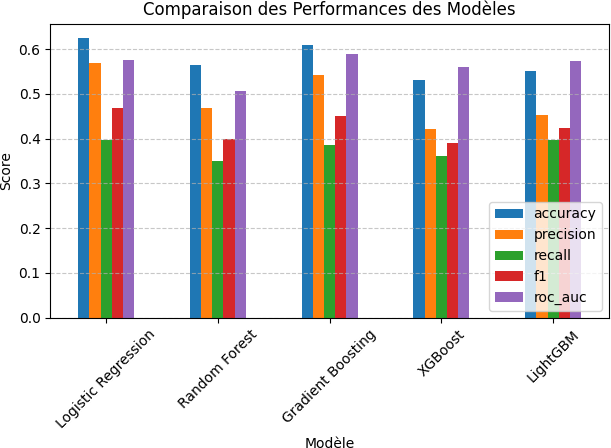 Comparaison des Performances des Modèles
Score
0.6
0.5
0.4
0.3
0.2
0.1
0.0
accuracy
precision
recall
f1
roc_auc
Logistic Regression
Random Forest
Gradient Boosting
XGBoost
LightGBM
Modèle